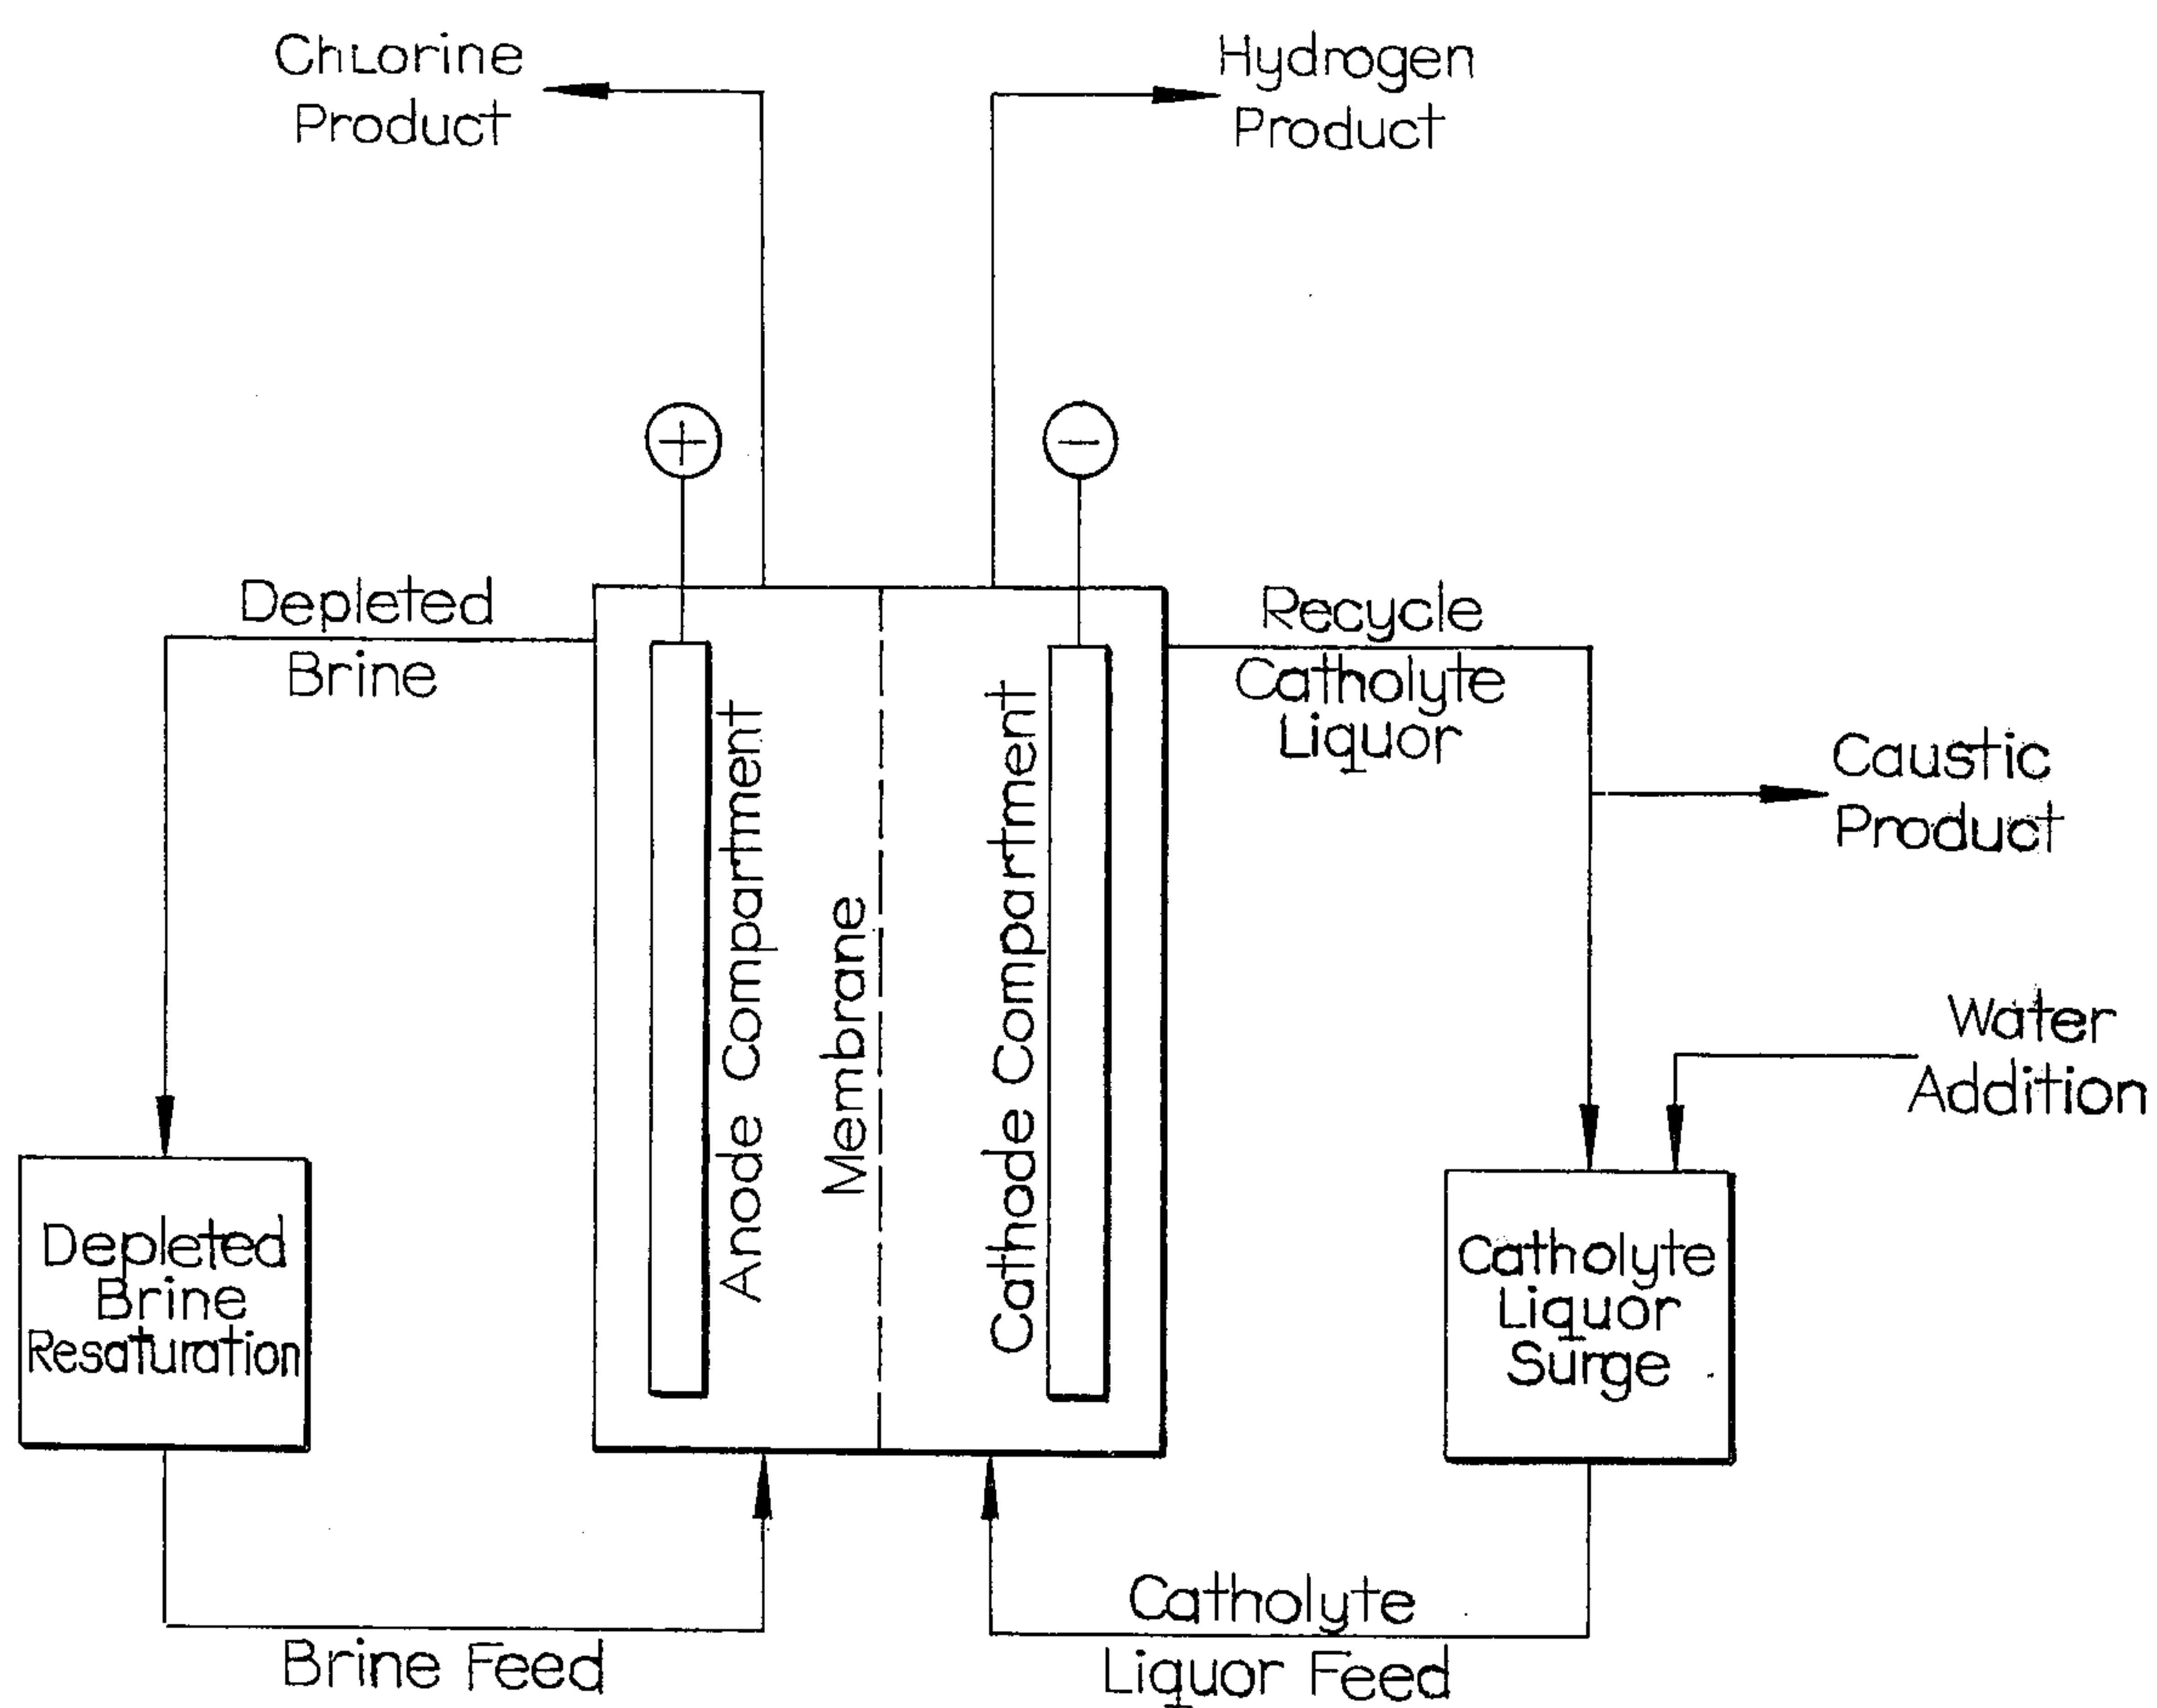 Chlorine
Product
Hydrogen
Product
+
−
Depleted
Brine
Recycle
Catholyte
Liquor
Caustic
Product
Anode Compartment
Membrane
Cathode Compartment
Water
Addition
Depleted
Brine
Resaturation
Catholyte
Liquor
Surge
Brine Feed
Catholyte
Liquor Feed